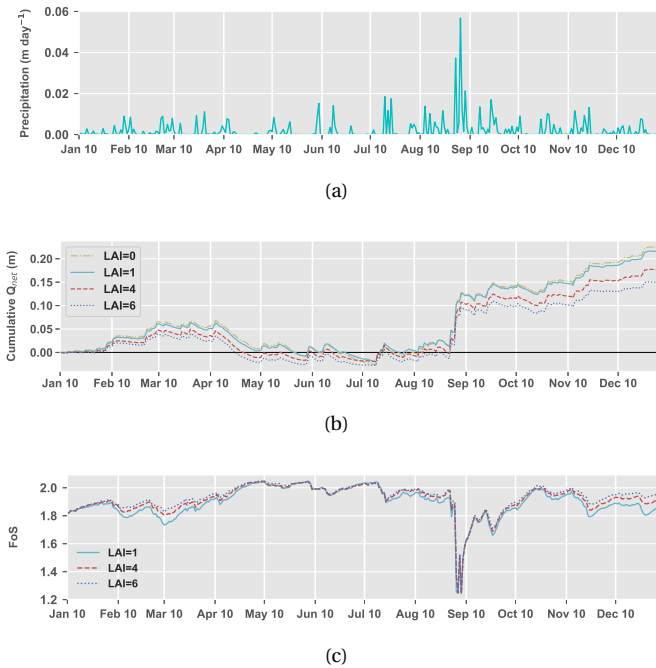 Precipitation (m day⁻¹)
0.06
0.04
0.02
0.00
Jan 10 Feb 10 Mar 10 Apr 10 May 10 Jun 10 Jul 10 Aug 10 Sep 10 Oct 10 Nov 10 Dec 10
(a)
Cumulative Qnet (m)
0.20
0.15
0.10
0.05
0.00
LAI=0
LAI=1
LAI=4
LAI=6
Jan 10 Feb 10 Mar 10 Apr 10 May 10 Jun 10 Jul 10 Aug 10 Sep 10 Oct 10 Nov 10 Dec 10
(b)
FoS
2.0
1.8
1.6
1.4
1.2
LAI=1
LAI=4
LAI=6
Jan 10 Feb 10 Mar 10 Apr 10 May 10 Jun 10 Jul 10 Aug 10 Sep 10 Oct 10 Nov 10 Dec 10
(c)